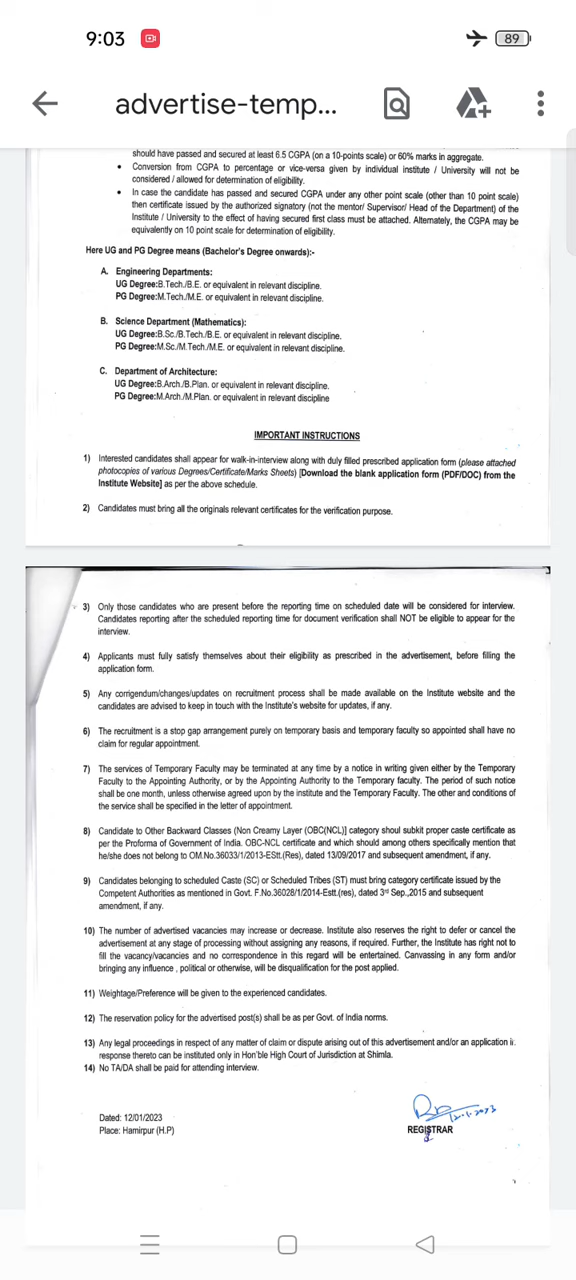 9:03
89
advertise-temp...
should have passed and secured at least 6.5 CGPA (on a 10-points scale) or 60% marks in aggregate.
• Conversion from CGPA to percentage or vice-versa given by individual institute / University will not be
considered / allowed for determination of eligibility.
• In case the candidate has passed and secured CGPA under any other point scale (other than 10 point scale)
then certificate issued by the authorized signatory (not the mentor/ Supervisor/ Head of the Department) of the
Institute / University to the effect of having secured first class must be attached. Alternately, the CGPA may be
equivalently on 10 point scale for determination of eligibility.
Here UG and PG Degree means (Bachelor's Degree onwards):-
A. Engineering Departments:
UG Degree:B.Tech./B.E. or equivalent in relevant discipline.
PG Degree:M.Tech./M.E. or equivalent in relevant discipline.
B. Science Department (Mathematics):
UG Degree:B.Sc./B.Tech./B.E. or equivalent in relevant discipline.
PG Degree:M.Sc./M.Tech./M.E. or equivalent in relevant discipline.
C. Department of Architecture:
UG Degree:B.Arch./B.Plan. or equivalent in relevant discipline.
PG Degree:M.Arch./M.Plan. or equivalent in relevant discipline
IMPORTANT INSTRUCTIONS
1) Interested candidates shall appear for walk-in-interview along with duly filled prescribed application form (please attached
photocopies of various Degrees/Certificate/Marks Sheets) [Download the blank application form (PDF/DOC) from the
Institute Website] as per the above schedule.
2) Candidates must bring all the originals relevant certificates for the verification purpose.
3) Only those candidates who are present before the reporting time on scheduled date will be considered for interview.
Candidates reporting after the scheduled reporting time for document verification shall NOT be eligible to appear for the
interview.
4) Applicants must fully satisfy themselves about their eligibility as prescribed in the advertisement, before filling the
application form.
5) Any corrigendum/changes/updates on recruitment process shall be made available on the Institute website and the
candidates are advised to keep in touch with the Institute's website for updates, if any.
6) The recruitment is a stop gap arrangement purely on temporary basis and temporary faculty so appointed shall have no
claim for regular appointment.
7) The services of Temporary Faculty may be terminated at any time by a notice in writing given either by the Temporary
Faculty to the Appointing Authority, or by the Appointing Authority to the Temporary faculty. The period of such notice
shall be one month, unless otherwise agreed upon by the institute and the Temporary Faculty. The other and conditions of
the service shall be specified in the letter of appointment.
8) Candidate to Other Backward Classes (Non Creamy Layer (OBC(NCL)] category shoul subkit proper caste certificate as
per the Proforma of Government of India. OBC-NCL certificate and which should among others specifically mention that
he/she does not belong to OM.No.36033/1/2013-EStt.(Res), dated 13/09/2017 and subsequent amendment, if any.
9) Candidates belonging to scheduled Caste (SC) or Scheduled Tribes (ST) must bring category certificate issued by the
Competent Authorities as mentioned in Govt. F.No.36028/1/2014-Estt.(res), dated 3rd Sep.,2015 and subsequent
amendment, if any.
10) The number of advertised vacancies may increase or decrease. Institute also reserves the right to defer or cancel the
advertisement at any stage of processing without assigning any reasons, if required. Further, the Institute has right not to
fill the vacancy/vacancies and no correspondence in this regard will be entertained. Canvassing in any form and/or
bringing any influence , political or otherwise, will be disqualification for the post applied.
11) Weightage/Preference will be given to the experienced candidates.
12) The reservation policy for the advertised post(s) shall be as per Govt. of India norms.
13) Any legal proceedings in respect of any matter of claim or dispute arising out of this advertisement and/or an application i
response thereto can be instituted only in Hon'ble High Court of Jurisdiction at Shimla.
14) No TA/DA shall be paid for attending interview.
Dated: 12/01/2023
Place: Hamirpur (H.P)
REGISTRAR